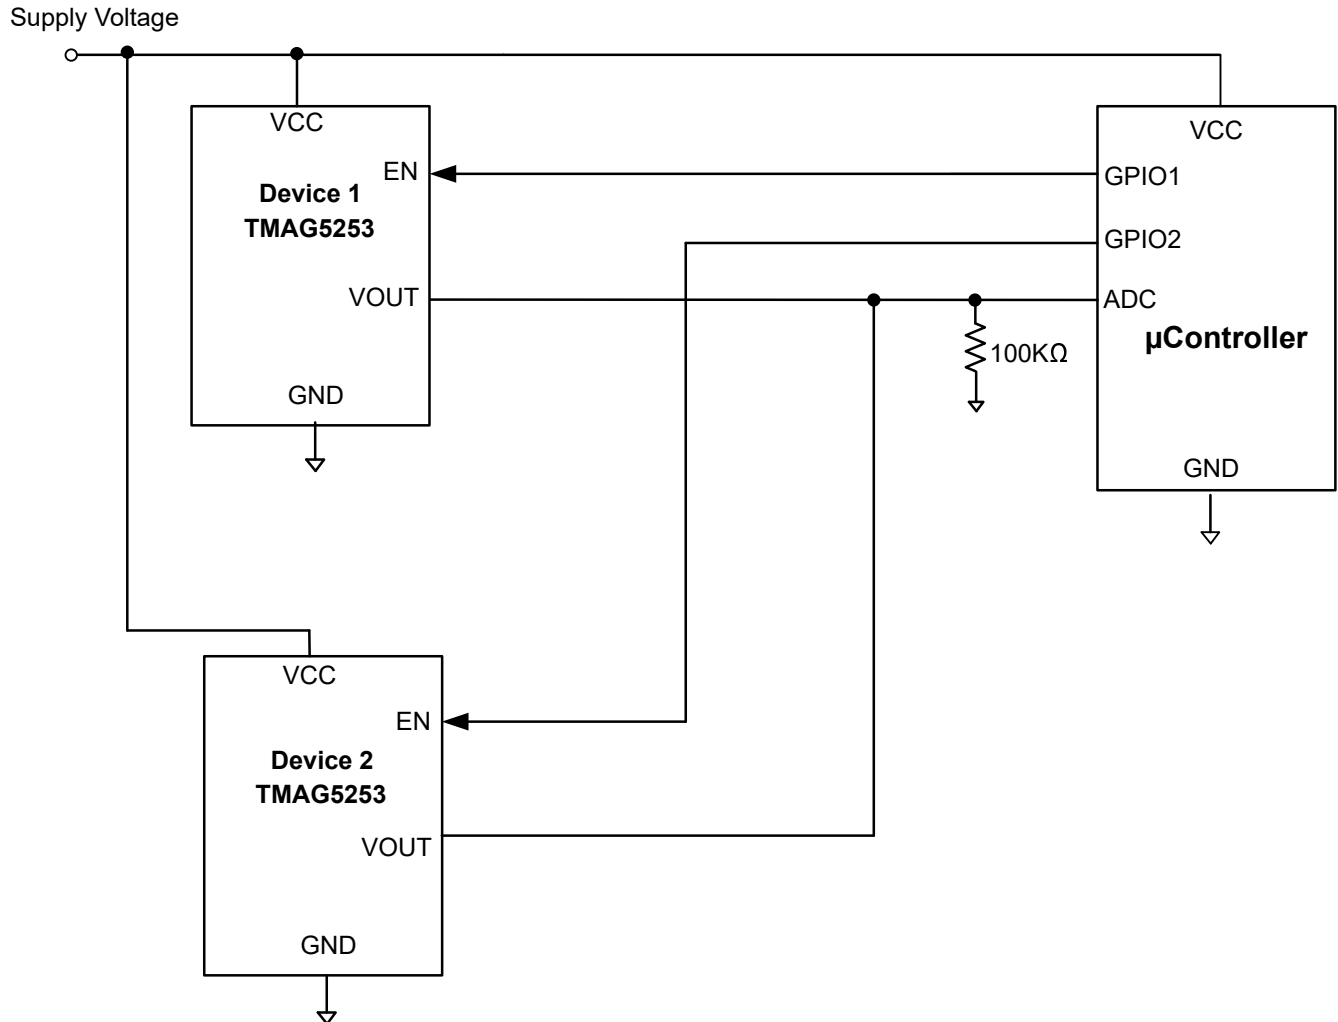 Supply Voltage
VCC
EN
Device 1
TMAG5253
VOUT
GND
VCC
GPIO1
GPIO2
ADC
µController
100KΩ
GND
VCC
EN
Device 2
TMAG5253
VOUT
GND